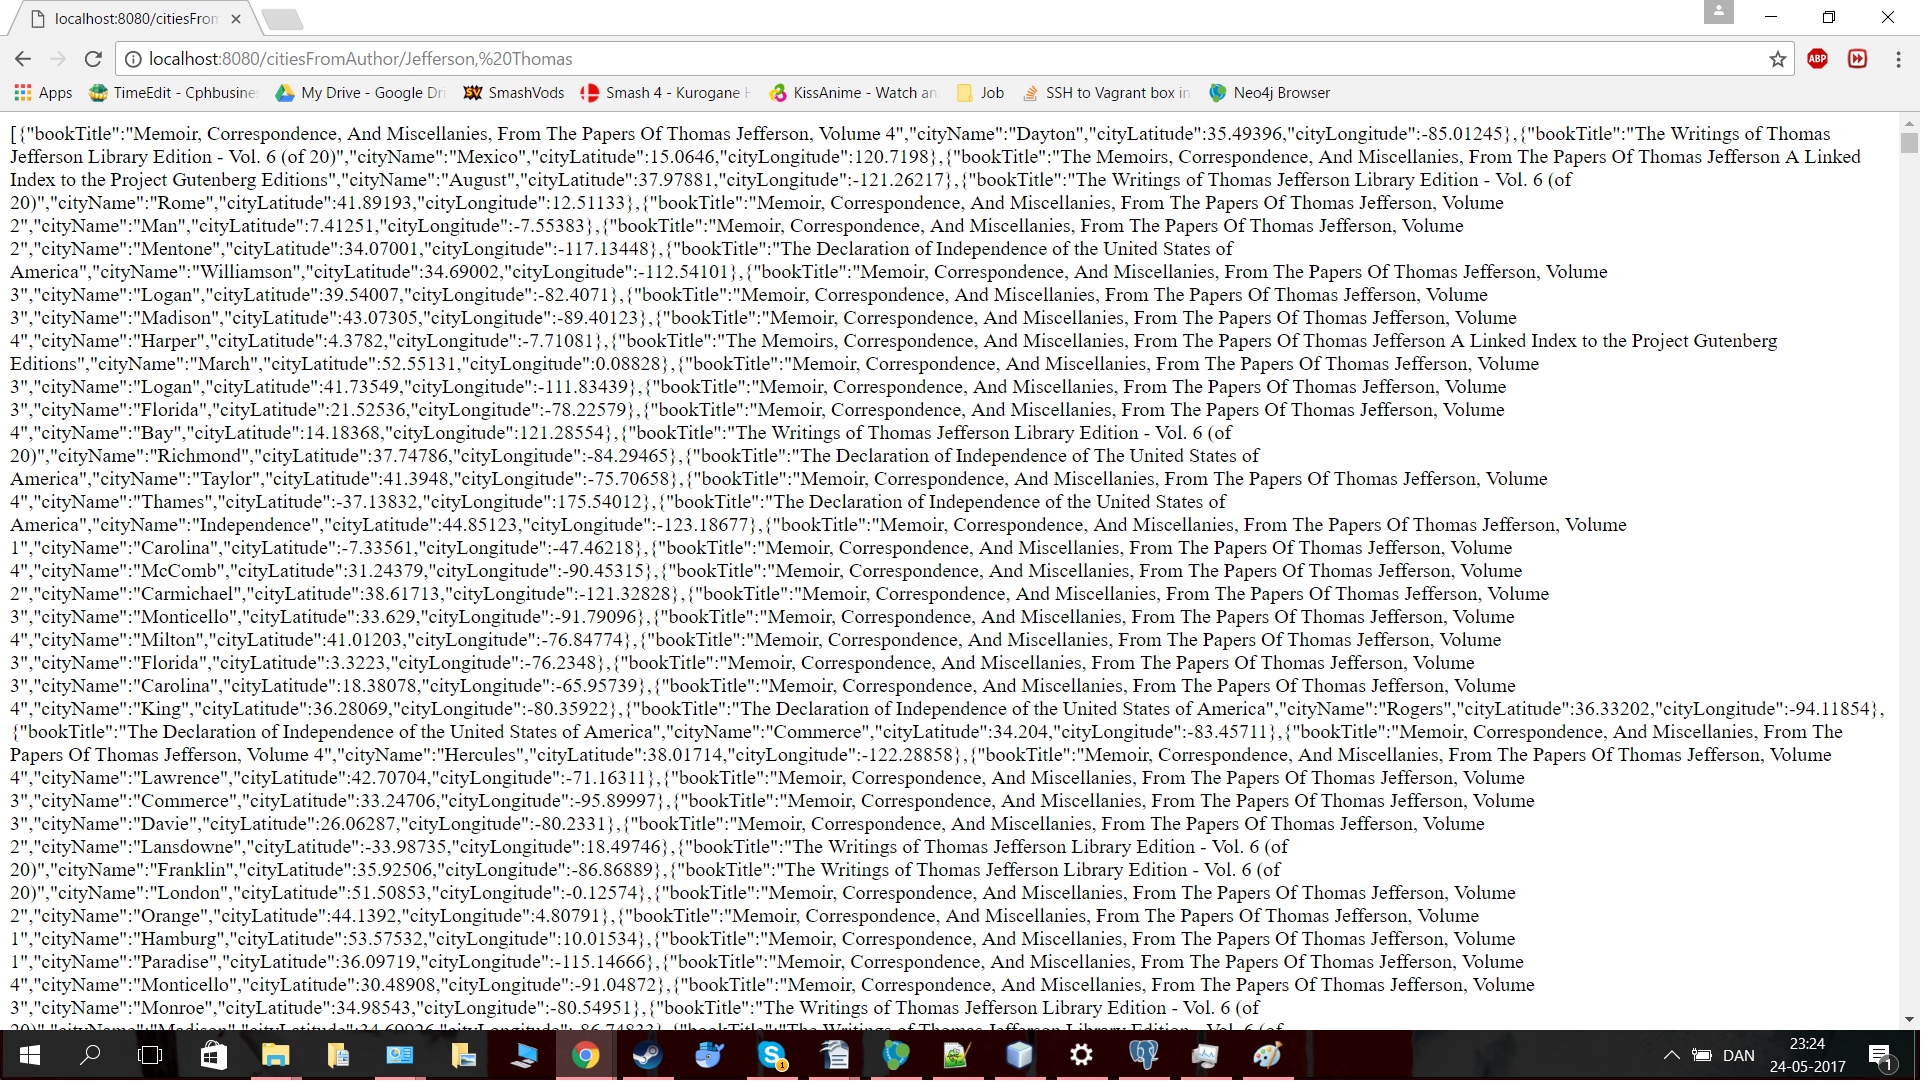 localhost:8080/citiesFrom
localhost:8080/citiesFromAuthor/Jefferson,%20Thomas
ABP
Apps
TimeEdit - Cphbusine
My Drive - Google Dri
SmashVods
Smash 4 - Kurogane H
KissAnime - Watch an
Job
SSH to Vagrant box in
Neo4j Browser
[{"bookTitle":"Memoir, Correspondence, And Miscellanies, From The Papers Of Thomas Jefferson, Volume 4","cityName":"Dayton","cityLatitude":35.49396,"cityLongitude":-85.01245},{"bookTitle":"The Writings of Thomas
Jefferson Library Edition - Vol. 6 (of 20)","cityName":"Mexico","cityLatitude":15.0646,"cityLongitude":120.7198},{"bookTitle":"The Memoirs, Correspondence, And Miscellanies, From The Papers Of Thomas Jefferson A Linked
Index to the Project Gutenberg Editions","cityName":"August","cityLatitude":37.97881,"cityLongitude":-121.26217},{"bookTitle":"The Writings of Thomas Jefferson Library Edition - Vol. 6 (of
20)","cityName":"Rome","cityLatitude":41.89193,"cityLongitude":12.51133},{"bookTitle":"Memoir, Correspondence, And Miscellanies, From The Papers Of Thomas Jefferson, Volume
2","cityName":"Man","cityLatitude":7.41251,"cityLongitude":-7.55383},{"bookTitle":"Memoir, Correspondence, And Miscellanies, From The Papers Of Thomas Jefferson, Volume
2","cityName":"Mentone","cityLatitude":34.07001,"cityLongitude":-117.13448},{"bookTitle":"The Declaration of Independence of the United States of
America","cityName":"Williamson","cityLatitude":34.69002,"cityLongitude":-112.54101},{"bookTitle":"Memoir, Correspondence, And Miscellanies, From The Papers Of Thomas Jefferson, Volume
3","cityName":"Logan","cityLatitude":39.54007,"cityLongitude":-82.4071},{"bookTitle":"Memoir, Correspondence, And Miscellanies, From The Papers Of Thomas Jefferson, Volume
3","cityName":"Madison","cityLatitude":43.07305,"cityLongitude":-89.40123},{"bookTitle":"Memoir, Correspondence, And Miscellanies, From The Papers Of Thomas Jefferson, Volume
4","cityName":"Harper","cityLatitude":4.3782,"cityLongitude":-7.71081},{"bookTitle":"The Memoirs, Correspondence, And Miscellanies, From The Papers Of Thomas Jefferson A Linked Index to the Project Gutenberg
Editions","cityName":"March","cityLatitude":52.55131,"cityLongitude":0.08828},{"bookTitle":"Memoir, Correspondence, And Miscellanies, From The Papers Of Thomas Jefferson, Volume
3","cityName":"Logan","cityLatitude":41.73549,"cityLongitude":-111.83439},{"bookTitle":"Memoir, Correspondence, And Miscellanies, From The Papers Of Thomas Jefferson, Volume
3","cityName":"Florida","cityLatitude":21.52536,"cityLongitude":-78.22579},{"bookTitle":"Memoir, Correspondence, And Miscellanies, From The Papers Of Thomas Jefferson, Volume
4","cityName":"Bay","cityLatitude":14.18368,"cityLongitude":121.28554},{"bookTitle":"The Writings of Thomas Jefferson Library Edition - Vol. 6 (of
20)","cityName":"Richmond","cityLatitude":37.74786,"cityLongitude":-84.29465},{"bookTitle":"The Declaration of Independence of The United States of
America","cityName":"Taylor","cityLatitude":41.3948,"cityLongitude":-75.70658},{"bookTitle":"Memoir, Correspondence, And Miscellanies, From The Papers Of Thomas Jefferson, Volume
4","cityName":"Thames","cityLatitude":-37.13832,"cityLongitude":175.54012},{"bookTitle":"The Declaration of Independence of the United States of
America","cityName":"Independence","cityLatitude":44.85123,"cityLongitude":-123.18677},{"bookTitle":"Memoir, Correspondence, And Miscellanies, From The Papers Of Thomas Jefferson, Volume
1","cityName":"Carolina","cityLatitude":-7.33561,"cityLongitude":-47.46218},{"bookTitle":"Memoir, Correspondence, And Miscellanies, From The Papers Of Thomas Jefferson, Volume
4","cityName":"McComb","cityLatitude":31.24379,"cityLongitude":-90.45315},{"bookTitle":"Memoir, Correspondence, And Miscellanies, From The Papers Of Thomas Jefferson, Volume
2","cityName":"Carmichael","cityLatitude":38.61713,"cityLongitude":-121.32828},{"bookTitle":"Memoir, Correspondence, And Miscellanies, From The Papers Of Thomas Jefferson, Volume
3","cityName":"Monticello","cityLatitude":33.629,"cityLongitude":-91.79096},{"bookTitle":"Memoir, Correspondence, And Miscellanies, From The Papers Of Thomas Jefferson, Volume
4","cityName":"Milton","cityLatitude":41.01203,"cityLongitude":-76.84774},{"bookTitle":"Memoir, Correspondence, And Miscellanies, From The Papers Of Thomas Jefferson, Volume
3","cityName":"Florida","cityLatitude":3.3223,"cityLongitude":-76.2348},{"bookTitle":"Memoir, Correspondence, And Miscellanies, From The Papers Of Thomas Jefferson, Volume
3","cityName":"Carolina","cityLatitude":18.38078,"cityLongitude":-65.95739},{"bookTitle":"Memoir, Correspondence, And Miscellanies, From The Papers Of Thomas Jefferson, Volume
4","cityName":"King","cityLatitude":36.28069,"cityLongitude":-80.35922},{"bookTitle":"The Declaration of Independence of the United States of America","cityName":"Rogers","cityLatitude":36.33202,"cityLongitude":-94.11854},
{"bookTitle":"The Declaration of Independence of the United States of America","cityName":"Commerce","cityLatitude":34.204,"cityLongitude":-83.45711},{"bookTitle":"Memoir, Correspondence, And Miscellanies, From The
Papers Of Thomas Jefferson, Volume 4","cityName":"Hercules","cityLatitude":38.01714,"cityLongitude":-122.28858},{"bookTitle":"Memoir, Correspondence, And Miscellanies, From The Papers Of Thomas Jefferson, Volume
4","cityName":"Lawrence","cityLatitude":42.70704,"cityLongitude":-71.16311},{"bookTitle":"Memoir, Correspondence, And Miscellanies, From The Papers Of Thomas Jefferson, Volume
3","cityName":"Commerce","cityLatitude":33.24706,"cityLongitude":-95.89997},{"bookTitle":"Memoir, Correspondence, And Miscellanies, From The Papers Of Thomas Jefferson, Volume
3","cityName":"Davie","cityLatitude":26.06287,"cityLongitude":-80.2331},{"bookTitle":"Memoir, Correspondence, And Miscellanies, From The Papers Of Thomas Jefferson, Volume
2","cityName":"Lansdowne","cityLatitude":-33.98735,"cityLongitude":18.49746},{"bookTitle":"The Writings of Thomas Jefferson Library Edition - Vol. 6 (of
20)","cityName":"Franklin","cityLatitude":35.92506,"cityLongitude":-86.86889},{"bookTitle":"The Writings of Thomas Jefferson Library Edition - Vol. 6 (of
20)","cityName":"London","cityLatitude":51.50853,"cityLongitude":-0.12574},{"bookTitle":"Memoir, Correspondence, And Miscellanies, From The Papers Of Thomas Jefferson, Volume
2","cityName":"Orange","cityLatitude":44.1392,"cityLongitude":4.80791},{"bookTitle":"Memoir, Correspondence, And Miscellanies, From The Papers Of Thomas Jefferson, Volume
1","cityName":"Hamburg","cityLatitude":53.57532,"cityLongitude":10.01534},{"bookTitle":"Memoir, Correspondence, And Miscellanies, From The Papers Of Thomas Jefferson, Volume
1","cityName":"Paradise","cityLatitude":36.09719,"cityLongitude":-115.14666},{"bookTitle":"Memoir, Correspondence, And Miscellanies, From The Papers Of Thomas Jefferson, Volume
4","cityName":"Monticello","cityLatitude":30.48908,"cityLongitude":-91.04872},{"bookTitle":"Memoir, Correspondence, And Miscellanies, From The Papers Of Thomas Jefferson, Volume
3","cityName":"Monroe","cityLatitude":34.98543,"cityLongitude":-80.54951},{"bookTitle":"The Writings of Thomas Jefferson Library Edition - Vol. 6 (of
20)","cityName":"Madison","cityLatitude":34.69926,"cityLongitude":-86.74833},{"bookTitle":"The Writings of Thomas Jefferson Library Edition - Vol. 6 (of
1
DAN
23:24
24-05-2017
1